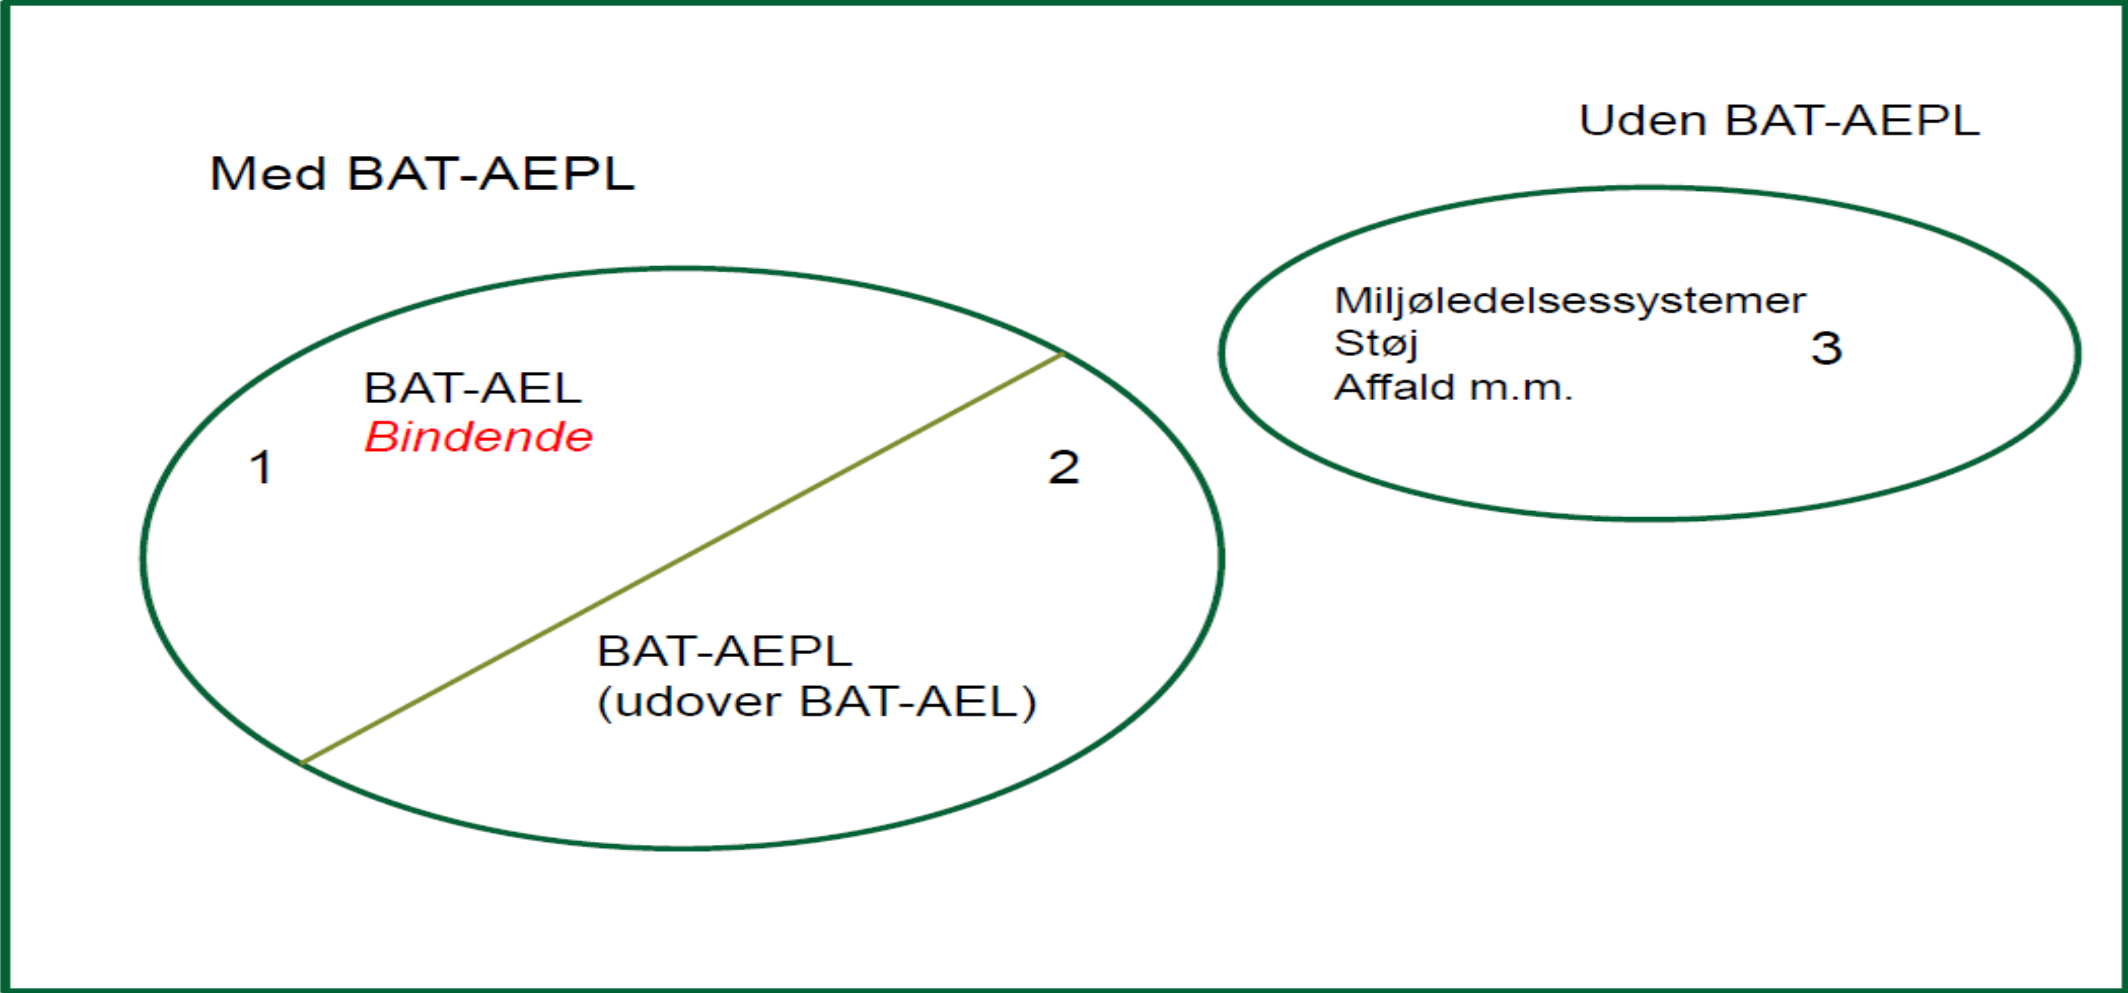 Med BAT-AEPL
BAT-AEL
Bindende
1
2
BAT-AEPL
(udover BAT-AEL)
Uden BAT-AEPL
Miljøledelsessystemer
Støj
Affald m.m.
3